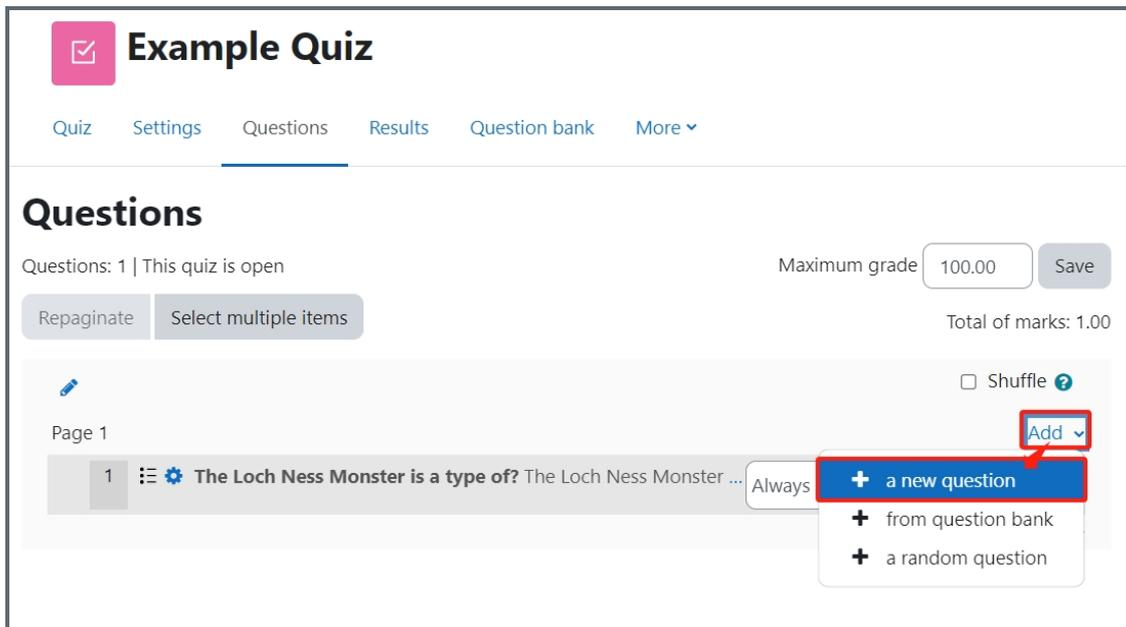 Example Quiz
Quiz Settings Questions Results Question bank More
Questions
Questions: 1 | This quiz is open
Maximum grade 100.00 Save
Repaginate Select multiple items
Total of marks: 1.00
Shuffle ?
Page 1
Add
1 The Loch Ness Monster is a type of? The Loch Ness Monster ... Always
a new question
from question bank
a random question